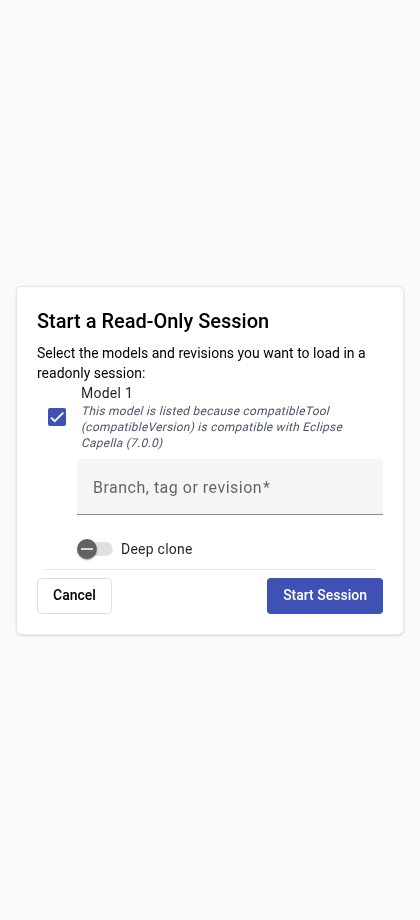 Start a Read-Only Session
Select the models and revisions you want to load in a
readonly session:
Model 1
This model is listed because compatibleTool
(compatibleVersion) is compatible with Eclipse
Capella (7.0.0)
Branch, tag or revision*
Deep clone
Cancel
Start Session